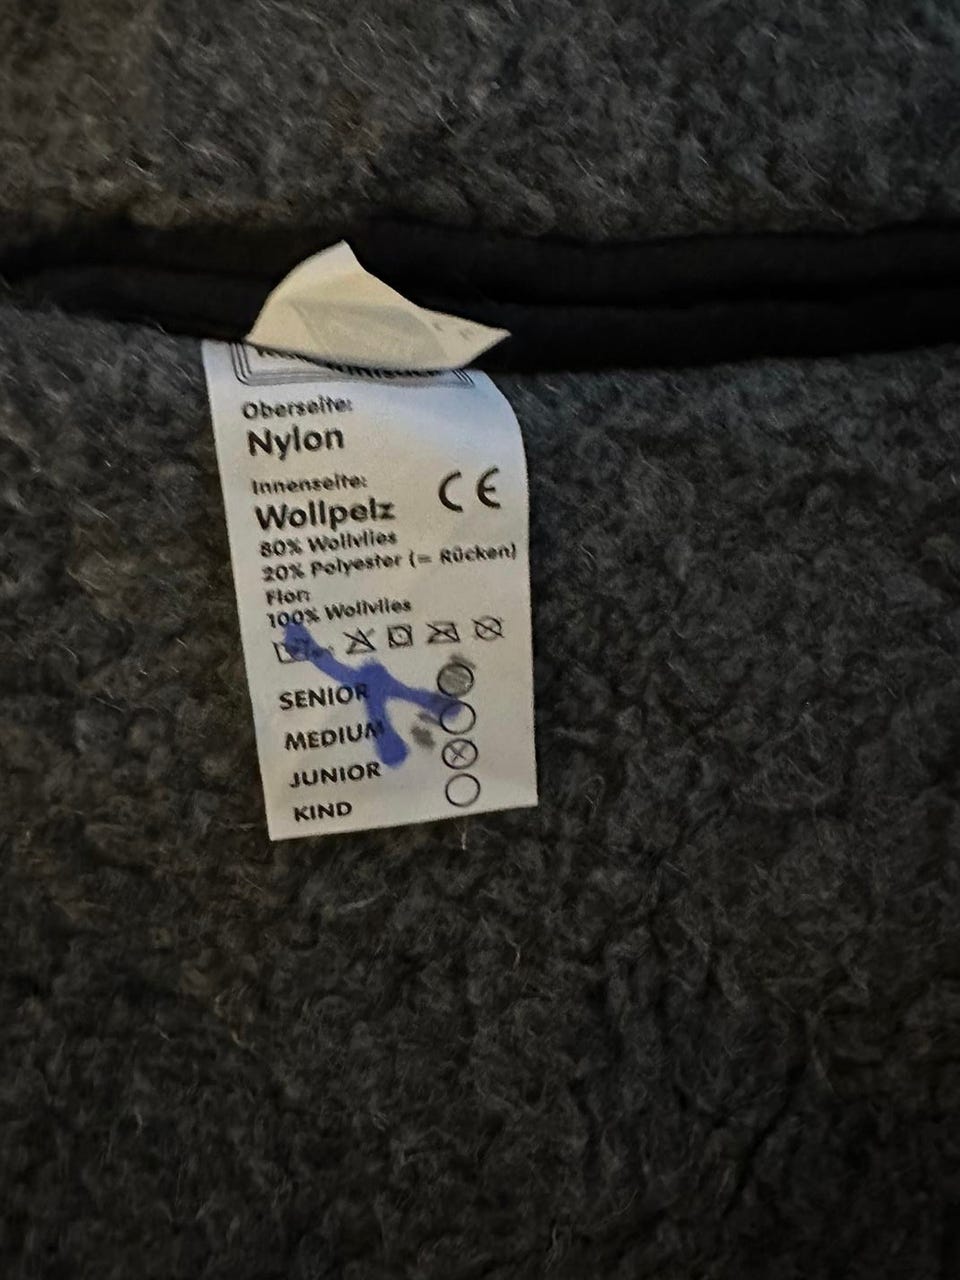 Oberseite:
Nylon
Innenseite:
Wollpelz
CE
80% Wollvlies
20% Polyester (= Rücken)
Flor:
100% Wollvlies
SENIOR
MEDIUM
JUNIOR
KIND